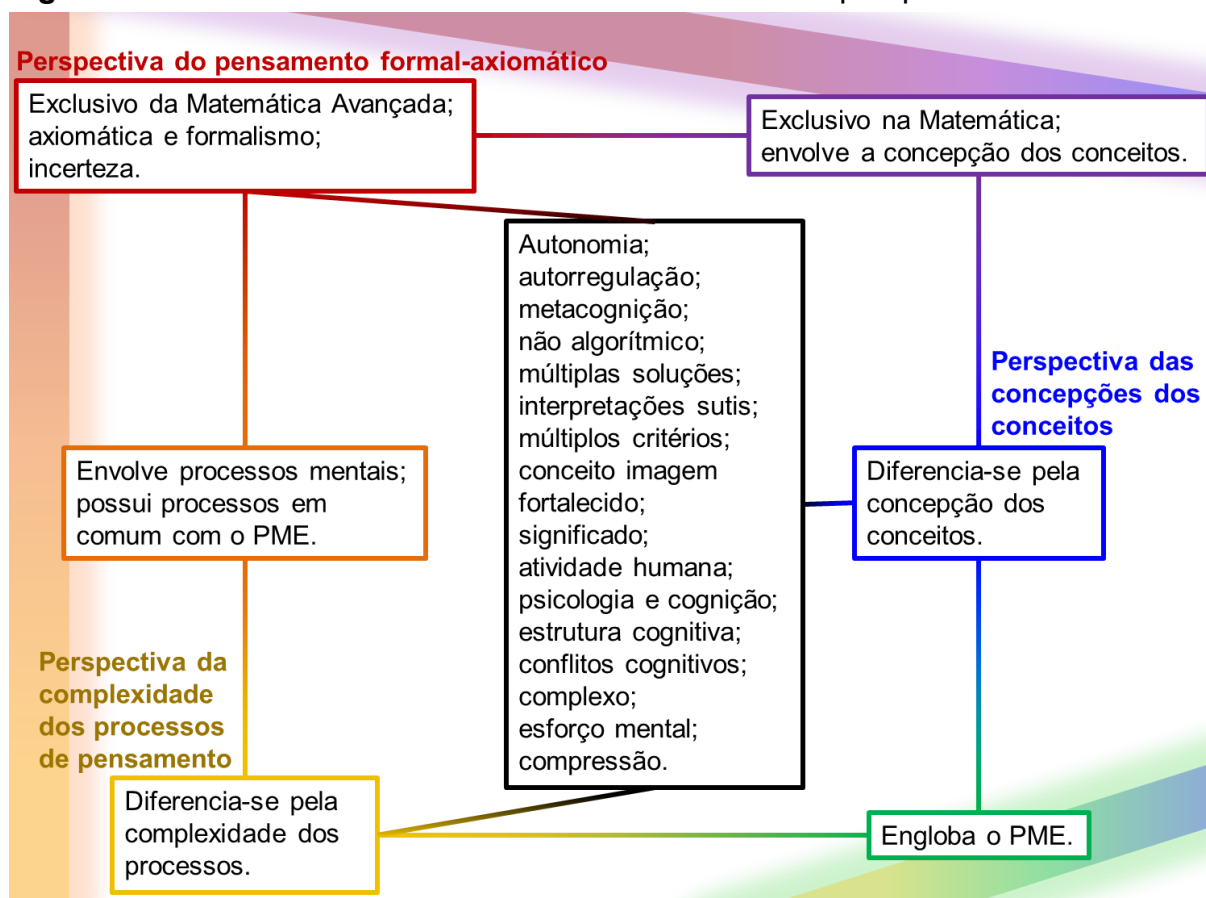 Perspectiva do pensamento formal-axiomático
Exclusivo da Matemática Avançada;
axiomática e formalismo;
incerteza.
Exclusivo na Matemática;
envolve a concepção dos conceitos.
Autonomia;
autorregulação;
metacognição;
não algorítmico;
múltiplas soluções;
interpretações sutis;
múltiplos critérios;
conceito imagem
fortalecido;
significado;
atividade humana;
psicologia e cognição;
estrutura cognitiva;
conflitos cognitivos;
complexo;
esforço mental;
compressão.
Perspectiva das
concepções dos
conceitos
Envolve processos mentais;
possui processos em
comum com o PME.
Diferencia-se pela
concepção dos
conceitos.
Perspectiva da
complexidade
dos processos
de pensamento
Diferencia-se pela
complexidade dos
processos.
Engloba o PME.